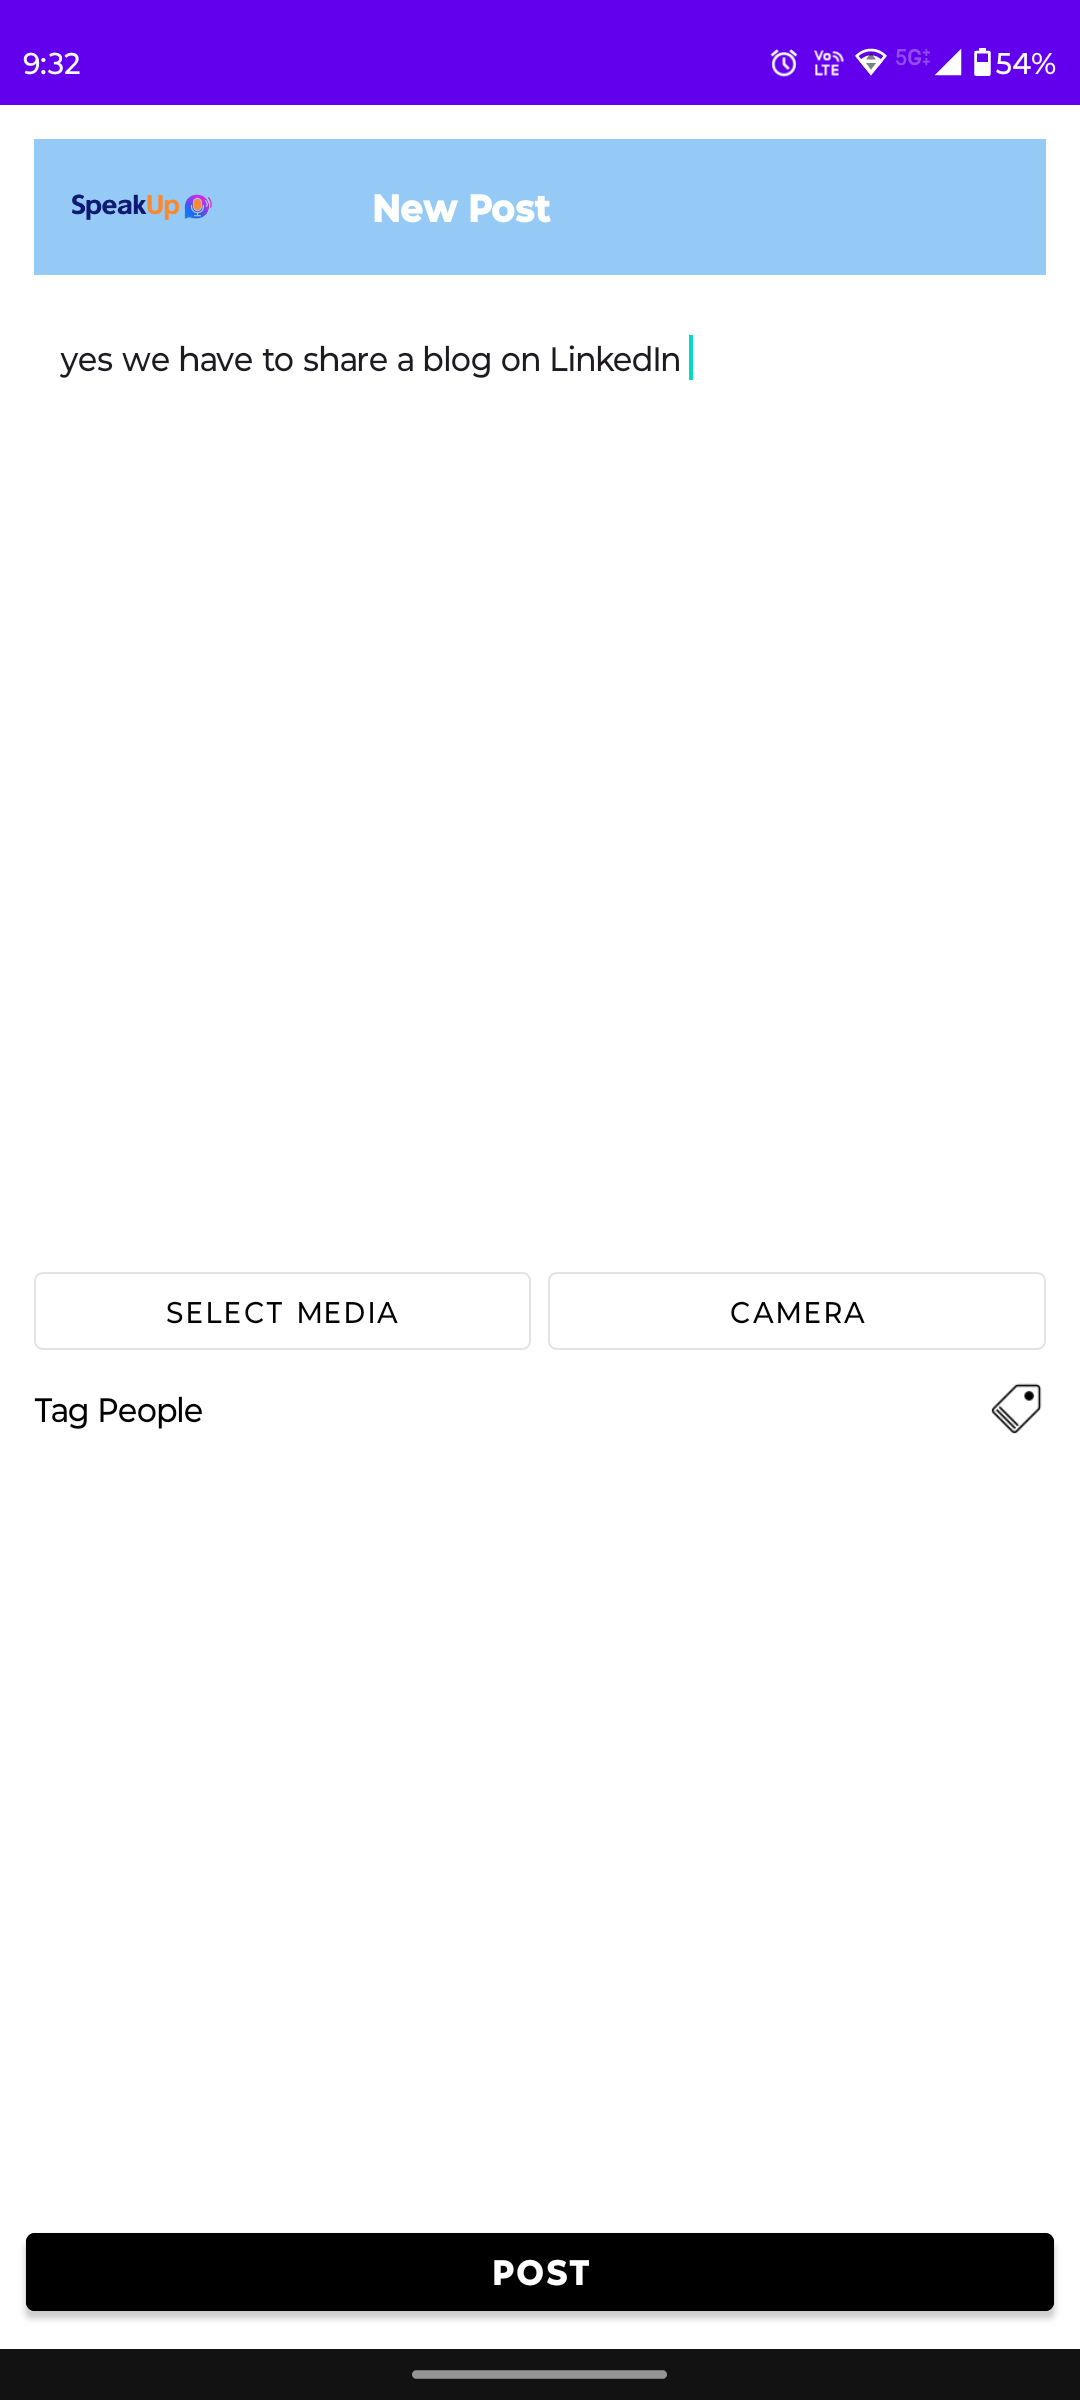 9:32
Vo LTE 5G 54%
SpeakUp
New Post
yes we have to share a blog on LinkedIn
SELECT MEDIA
CAMERA
Tag People
POST